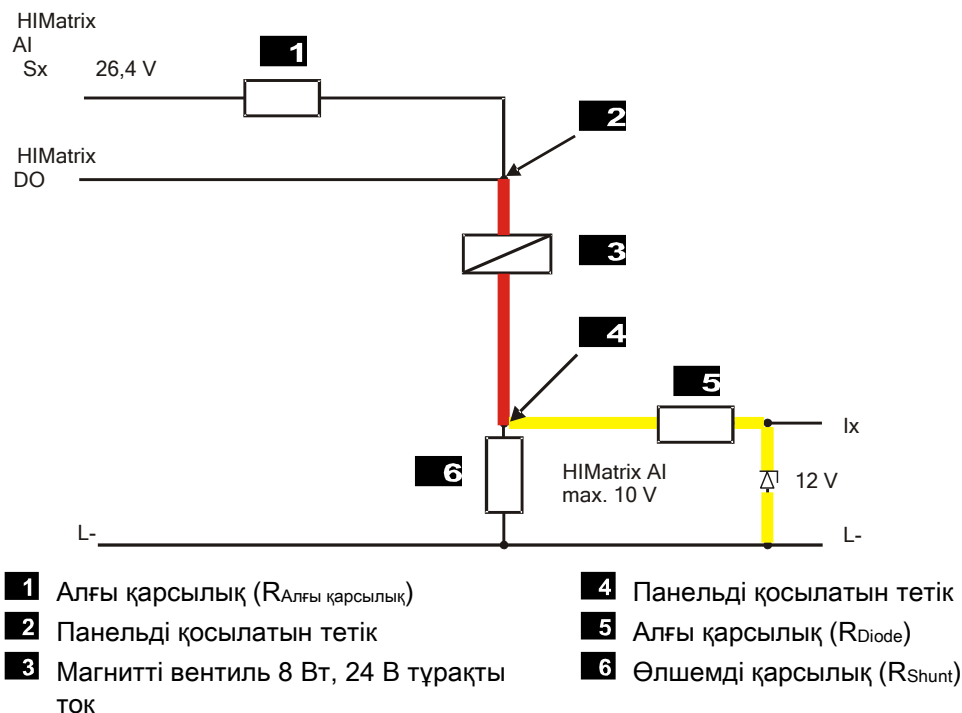 HIMatrix
AI
Sx 26,4 V
1
2
HIMatrix
DO
3
4
5
Ix
6
HIMatrix AI
max. 10 V
12 V
L-
L-
1 Алғы қарсылық (RАлғы қарсылық)
2 Панельді қосылатын тетік
3 Магнитті вентиль 8 Вт, 24 В тұрақты
ток
4 Панельді қосылатын тетік
5 Алғы қарсылық (RDiode)
6 Өлшемді қарсылық (RShunt)